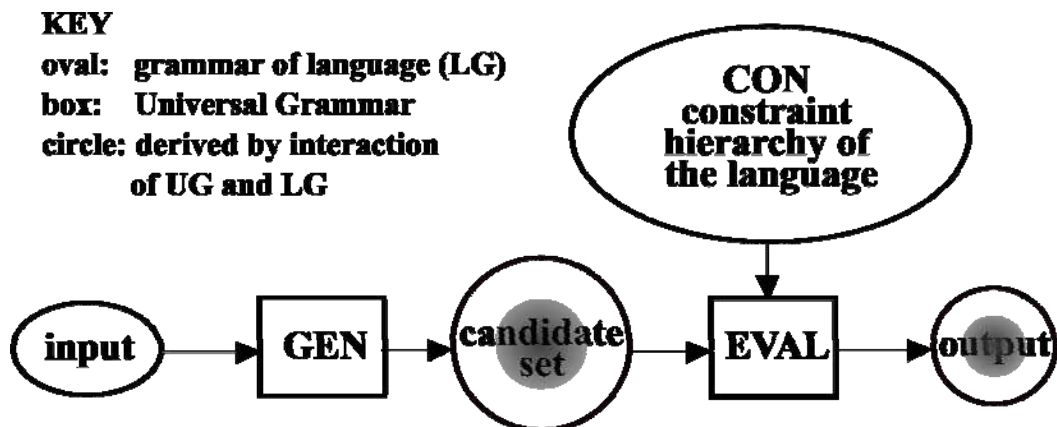 KEY
oval: grammar of language (LG)
box: Universal Grammar
circle: derived by interaction
of UG and LG
CON
constraint
hierarchy of
the language
input
GEN
candidate
set
EVAL
output